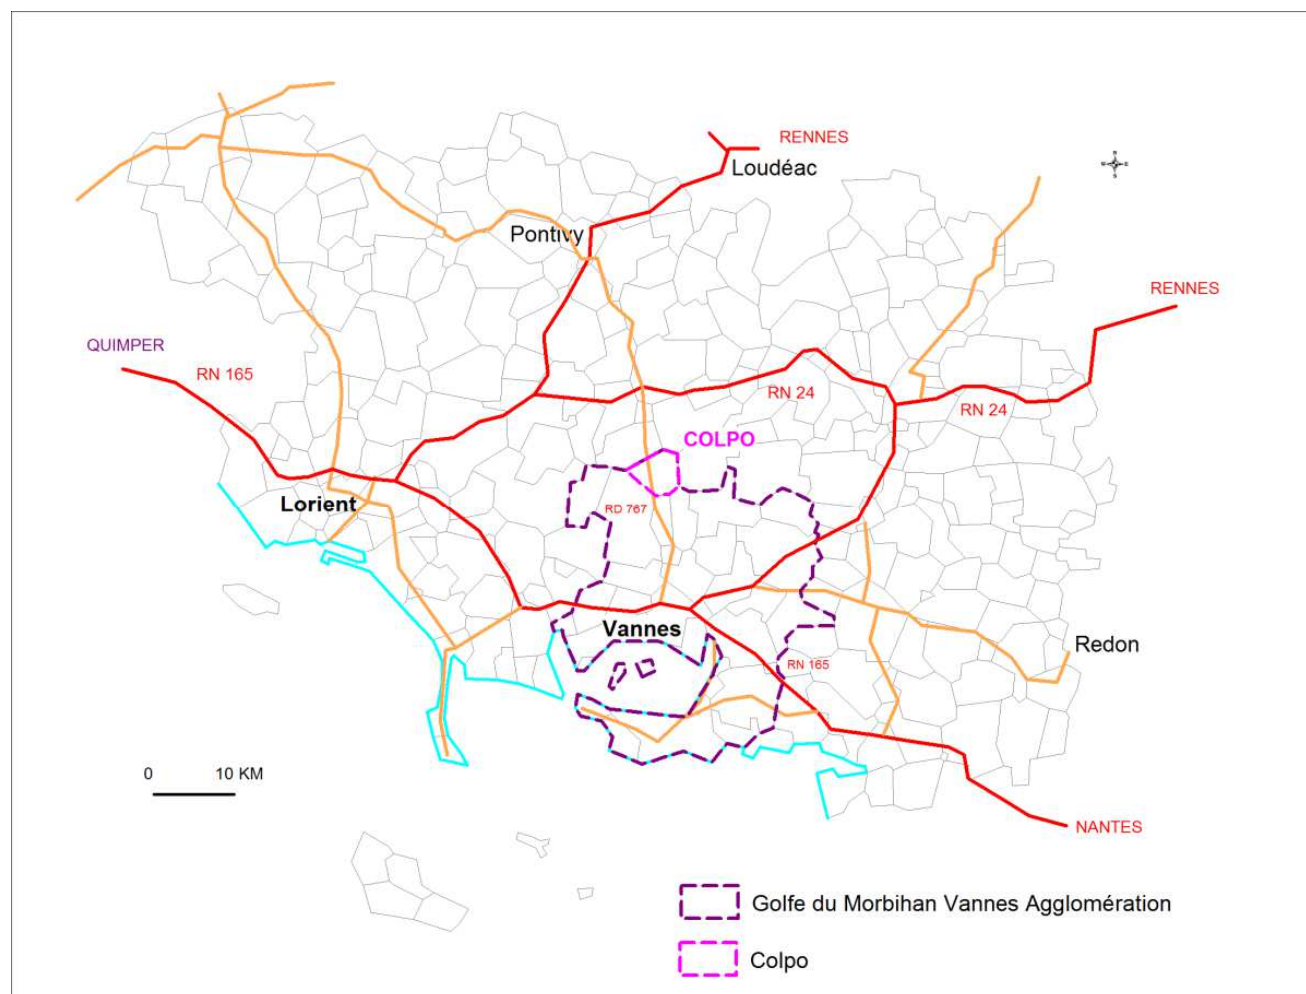 RENNES
Loudéac
Pontivy
RENNES
QUIMPER
RN 165
RN 24
RN 24
COLPO
Lorient
RD 767
Vannes
Redon
RN 165
0 10 KM
NANTES
Golfe du Morbihan Vannes Agglomération
Colpo